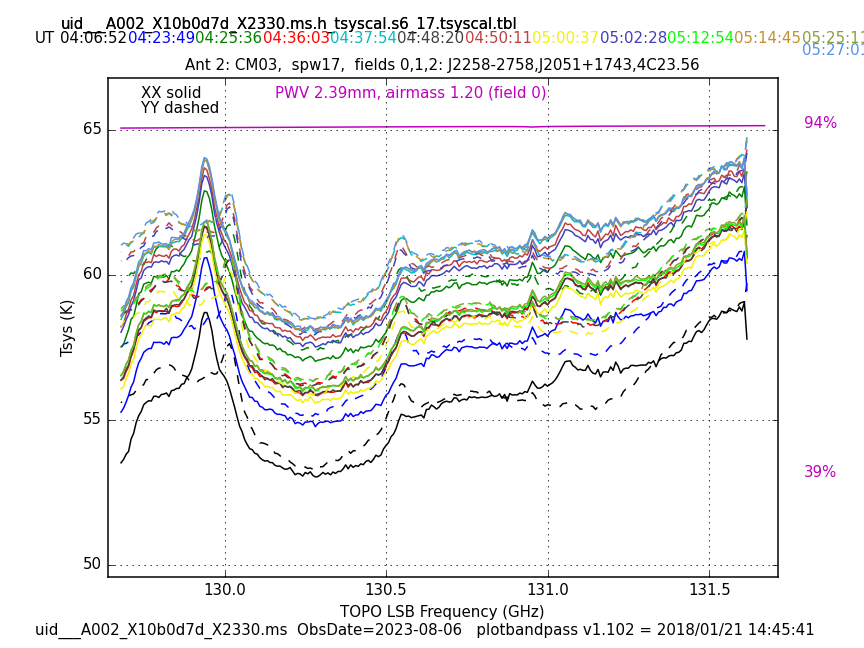 uid___A002_X10b0d7d_X2330.ms.h_tsyscal.s6_17.tsyscal.tbl
UT 04:06:52 04:23:49 04:25:36 04:36:03 04:37:54 04:48:20 04:50:11 05:00:37 05:02:28 05:12:54 05:14:45 05:25:1
05:27:01
Ant 2: CM03, spw17, fields 0,1,2: J2258-2758,J2051+1743,4C23.56
XX solid
YY dashed
PWV 2.39mm, airmass 1.20 (field 0)
94%
39%
65
60
55
50
Tsys (K)
130.0 130.5 131.0 131.5
TOPO LSB Frequency (GHz)
uid___A002_X10b0d7d_X2330.ms ObsDate=2023-08-06 plotbandpass v1.102 = 2018/01/21 14:45:41